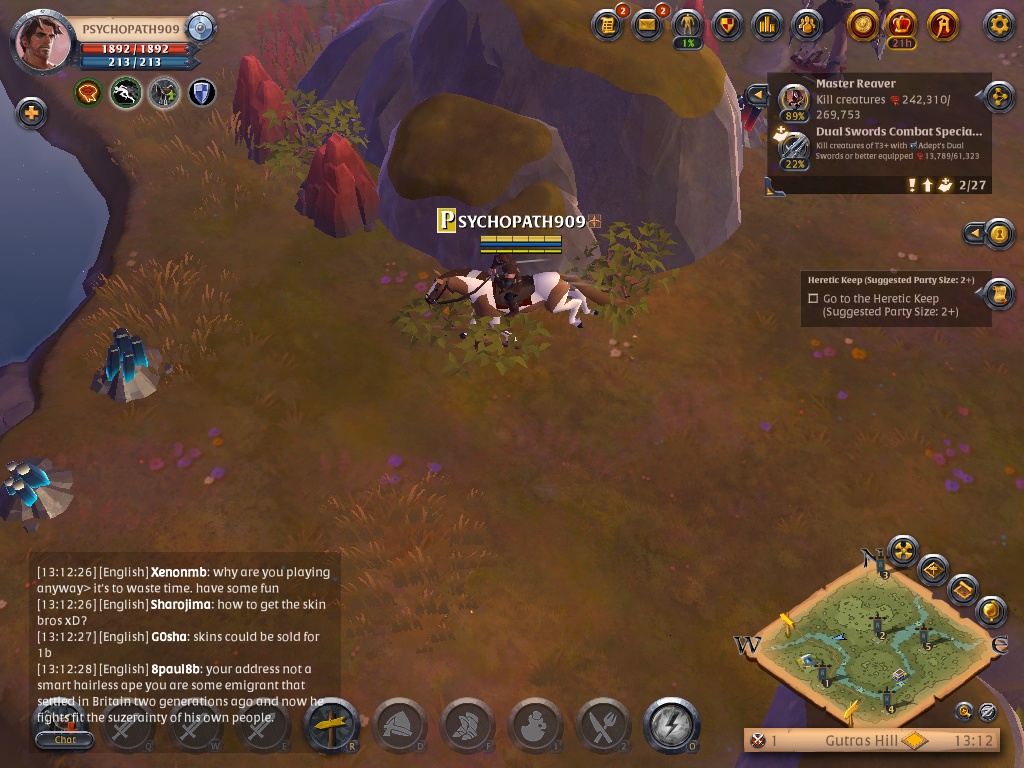 PSYCHOPATH909
1892 / 1892
213 / 213
2
2
1%
21h
Master Reaver
Kill creatures 242,310/
269,753
89%
Dual Swords Combat Specia...
Kill creatures of T3+ with Adept's Dual
Swords or better equipped 13,789/61,323
22%
2/27
PSYCHOPATH909
Heretic Keep (Suggested Party Size: 2+)
Go to the Heretic Keep
(Suggested Party Size: 2+)
[13:12:26] [English] Xenonmb: why are you playing
anyway> it's to waste time. have some fun
[13:12:26] [English] Sharojima: how to get the skin
bros xD?
[13:12:27] [English] G0sha: skins could be sold for
1b
[13:12:28] [English] 8paul8b: your address not a
smart hairless ape you are some emigrant that
settled in Britain two generations ago and now he
fights fit the suzerainty of his own people.
Chat
Q
W
E
R
D
F
1
2
O
N
W
E
3
2
5
1
4
1
Gutras Hill
13:12